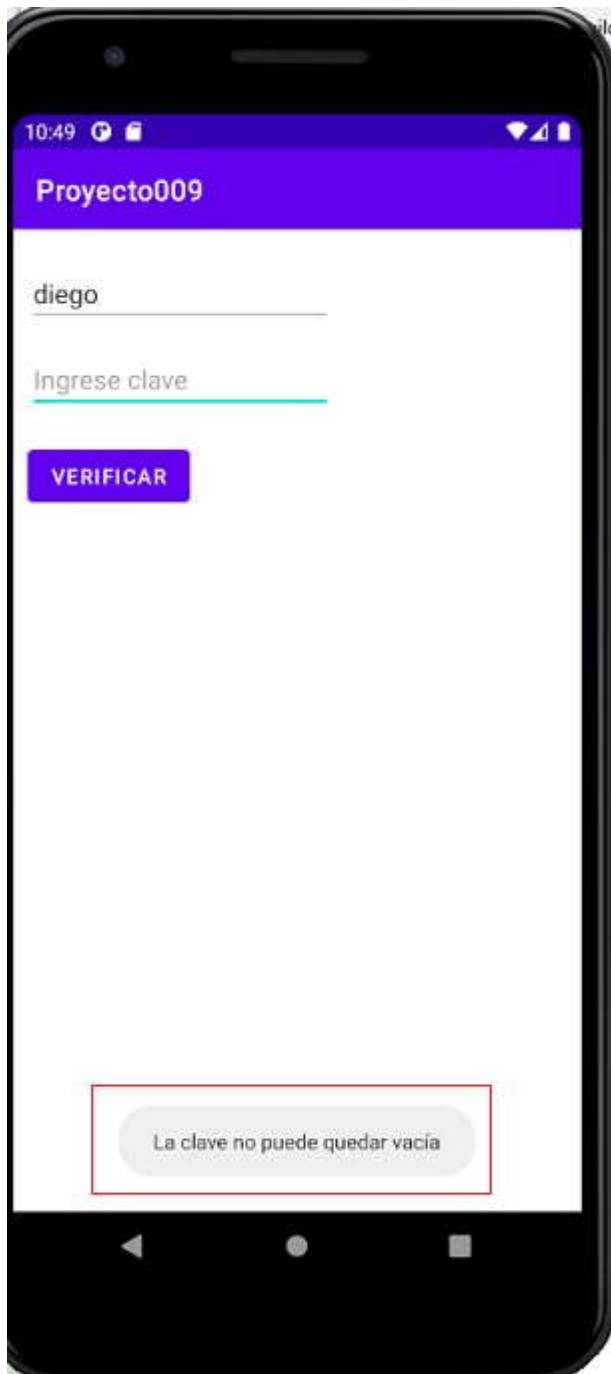 10:49
Proyecto009
diego
Ingrese clave
VERIFICAR
La clave no puede quedar vacía